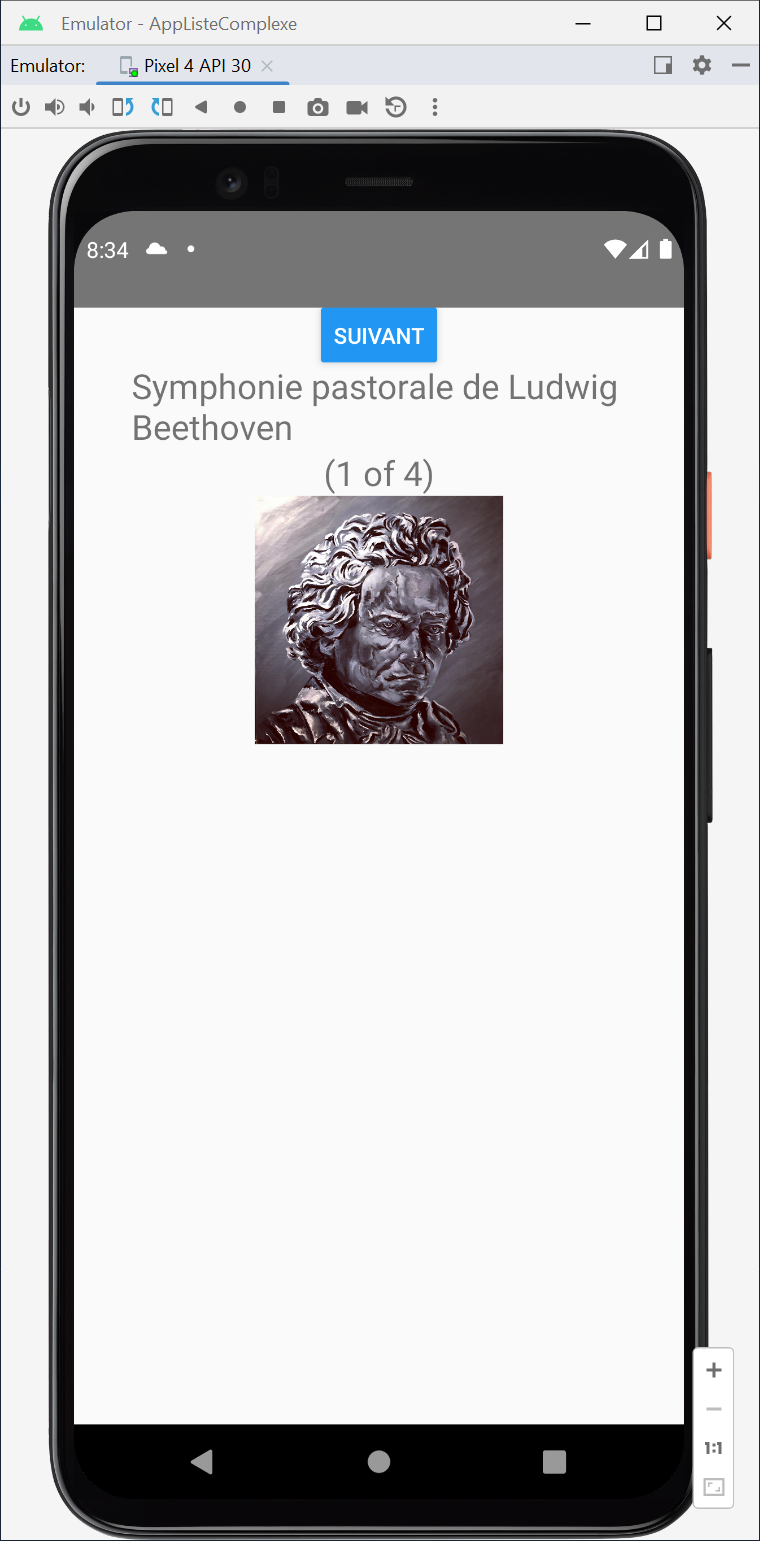 Emulator - AppListeComplexe
Emulator: Pixel 4 API 30
8:34
SUIVANT
Symphonie pastorale de Ludwig
Beethoven
(1 of 4)
1:1